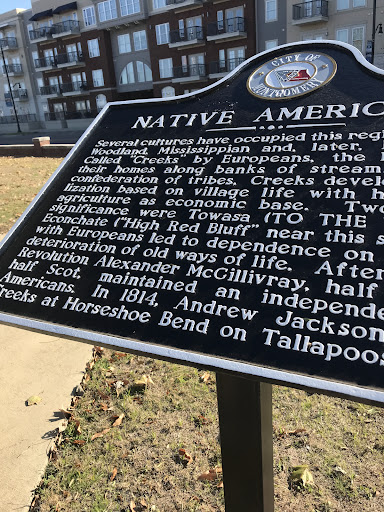 CITY OF
MONTGOMERY
NATIVE AMERIC
Several cultures have occupied this reg
Woodland, Mississippian and, later,
Called "Creeks" by Europeans, the
their homes along banks of stream
confederation of tribes. Creeks devel
lization based on village life with h
agriculture as economic base. Two
significance were Towasa (TO THE
Econchate ("High Red Bluff" near this s
with Europeans led to dependence on
deterioration of old ways of life. After
Revolution Alexander McGillivray, half
half Scot, maintained an independe
Americans. In 1814, Andrew Jackson
Creeks at Horseshoe Bend on Tallapoos